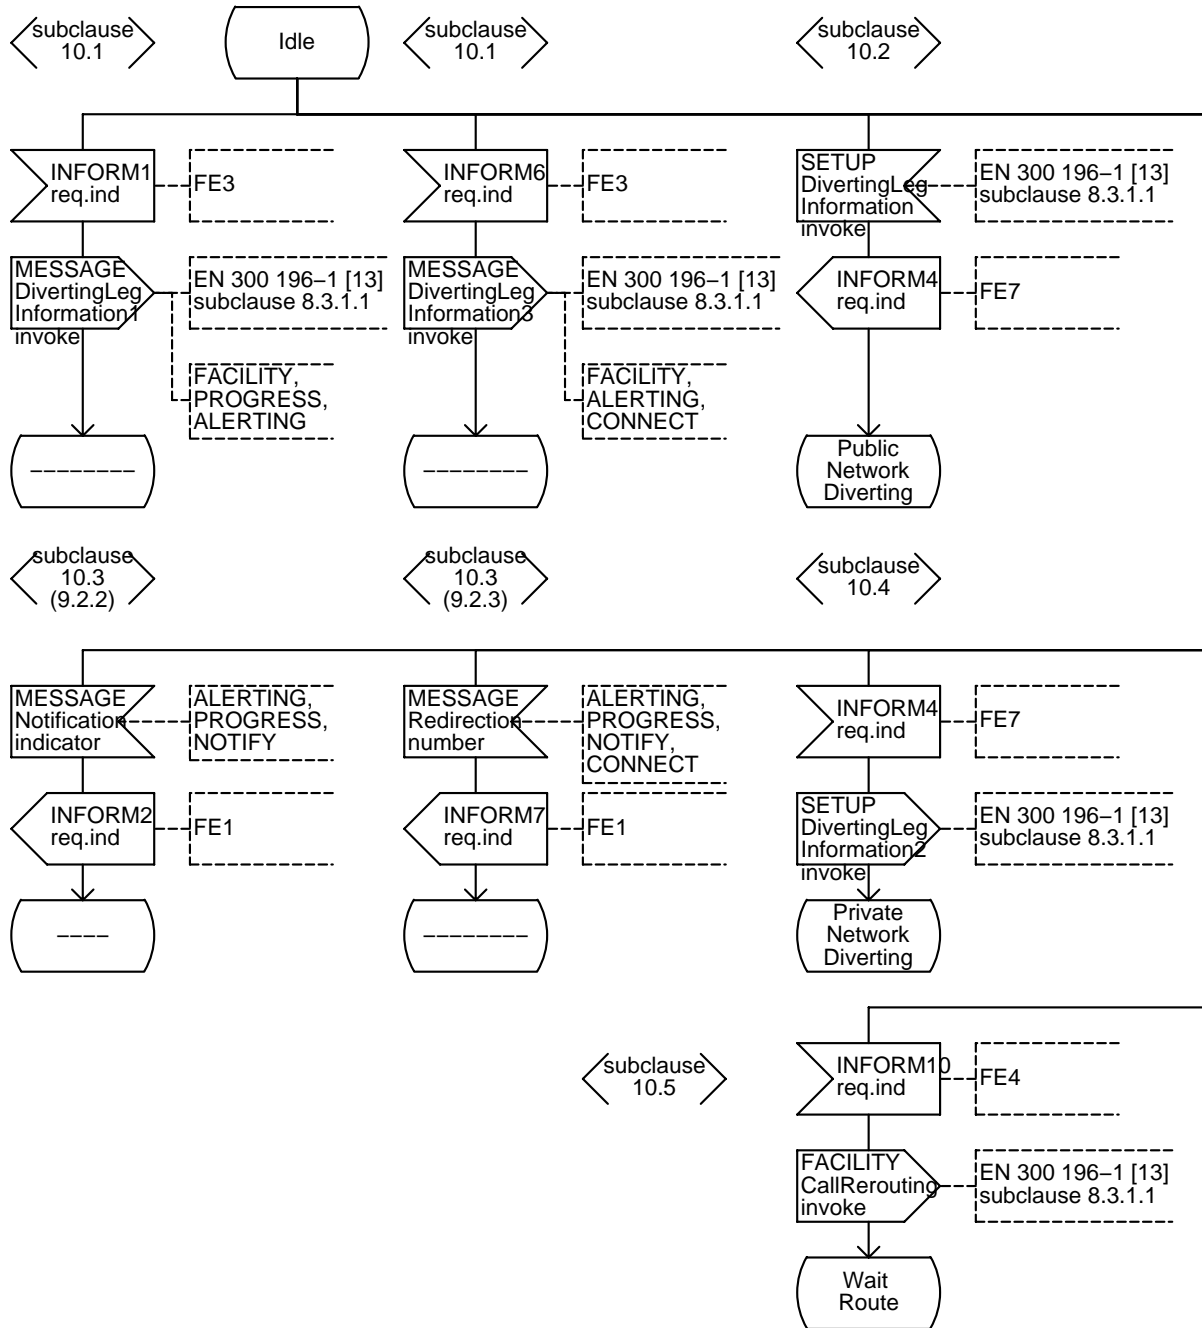 subclause
10.1
Idle
subclause
10.1
subclause
10.2
INFORM1
req.ind
FE3
INFORM6
req.ind
FE3
SETUP
DivertingLeg
Information
invoke
EN 300 196–1 [13]
subclause 8.3.1.1
MESSAGE
DivertingLeg
Information1
invoke
EN 300 196–1 [13]
subclause 8.3.1.1
MESSAGE
DivertingLeg
Information3
invoke
EN 300 196–1 [13]
subclause 8.3.1.1
INFORM4
req.ind
FE7
FACILITY,
PROGRESS,
ALERTING
FACILITY,
ALERTING,
CONNECT
––––––––
––––––––
Public
Network
Diverting
subclause
10.3
(9.2.2)
subclause
10.3
(9.2.3)
subclause
10.4
MESSAGE
Notification
indicator
ALERTING,
PROGRESS,
NOTIFY
MESSAGE
Redirection
number
ALERTING,
PROGRESS,
NOTIFY,
CONNECT
INFORM4
req.ind
FE7
INFORM2
req.ind
FE1
INFORM7
req.ind
FE1
SETUP
DivertingLeg
Information2
invoke
EN 300 196–1 [13]
subclause 8.3.1.1
––––
––––––––
Private
Network
Diverting
subclause
10.5
INFORM10
req.ind
FE4
FACILITY
CallRerouting
invoke
EN 300 196–1 [13]
subclause 8.3.1.1
Wait
Route